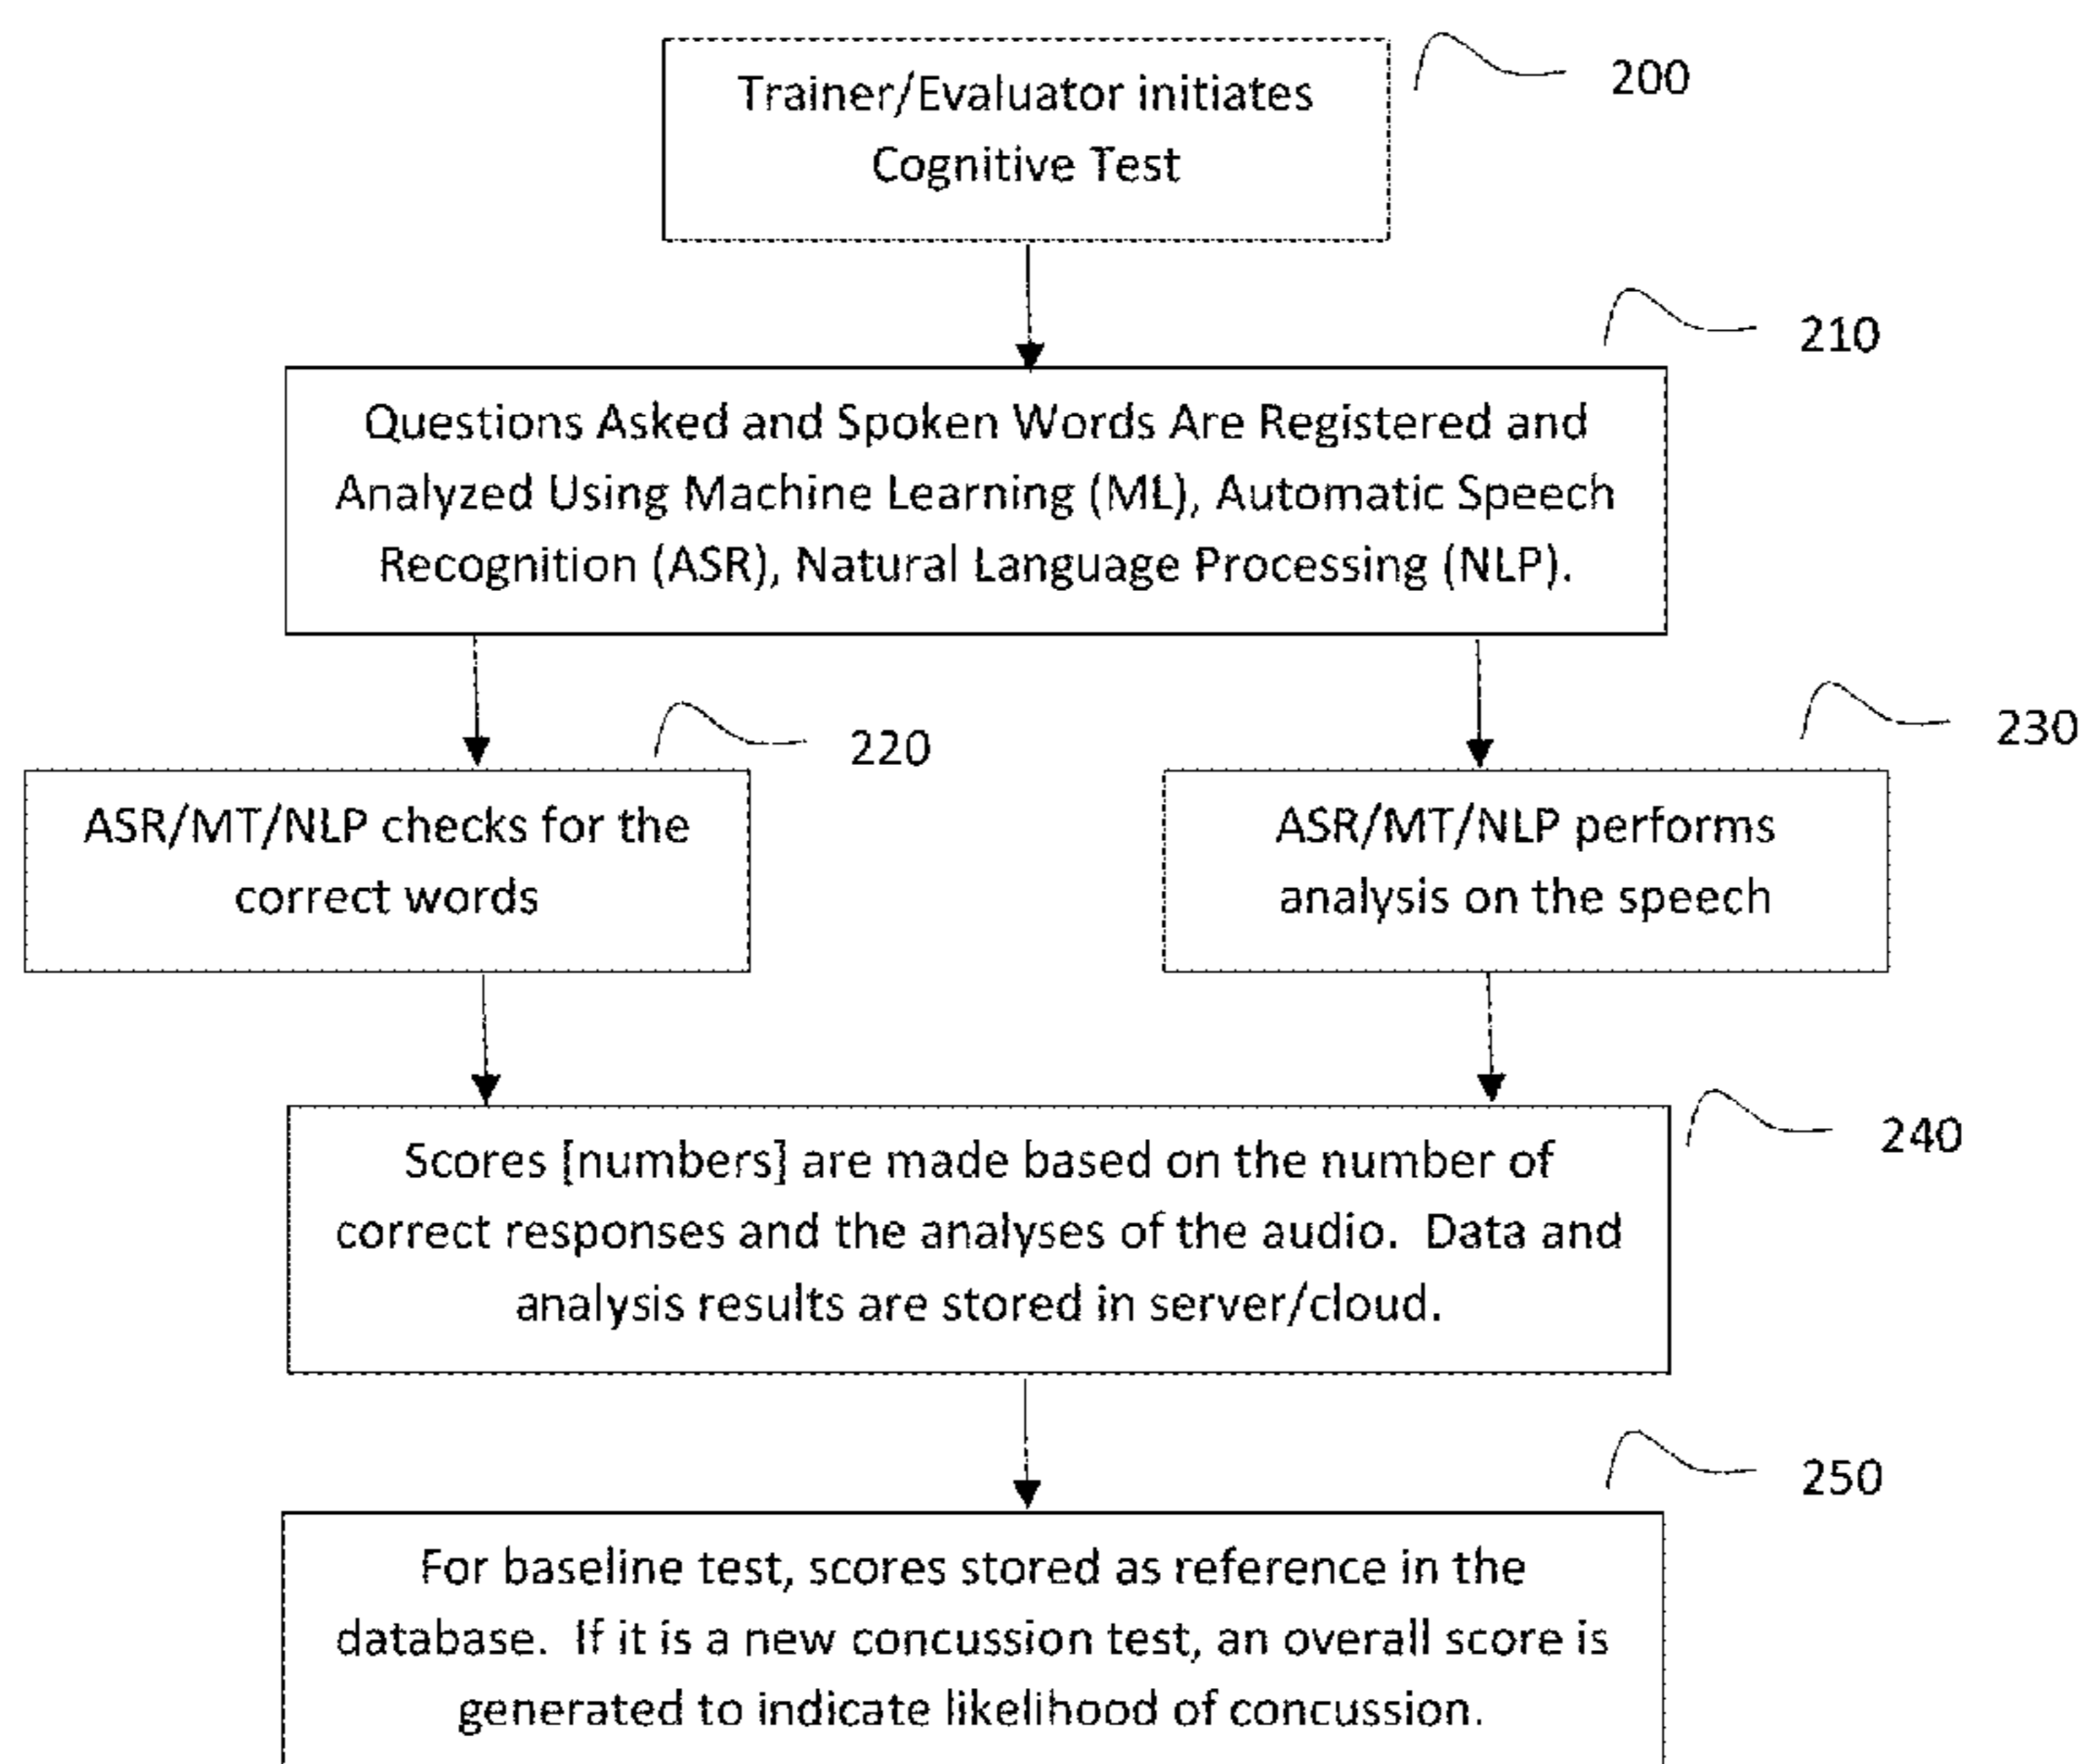 Trainer/Evaluator initiates
Cognitive Test
200
210
Questions Asked and Spoken Words Are Registered and
Analyzed Using Machine Learning (ML), Automatic Speech
Recognition (ASR), Natural Language Processing (NLP).
220
230
ASR/MT/NLP checks for the
correct words
ASR/MT/NLP performs
analysis on the speech
240
Scores [numbers] are made based on the number of
correct responses and the analyses of the audio.  Data and
analysis results are stored in server/cloud.
250
For baseline test, scores stored as reference in the
database.  If it is a new concussion test, an overall score is
generated to indicate likelihood of concussion.